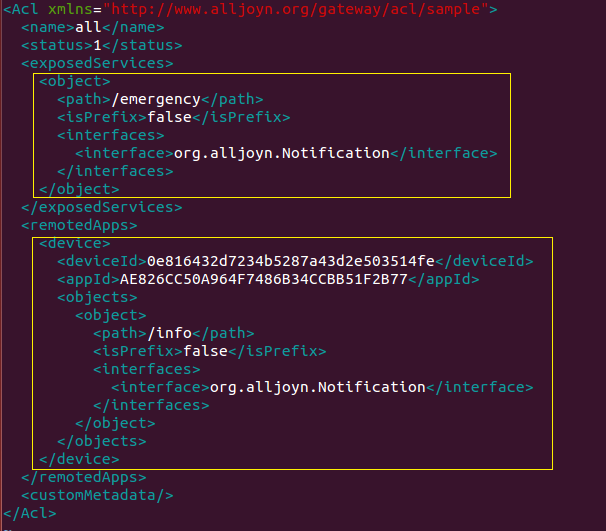 <Acl xmlns="http://www.alljoyn.org/gateway/acl/sample">
<name>all</name>
<status>1</status>
<exposedServices>
<object>
<path>/emergency</path>
<isPrefix>false</isPrefix>
<interfaces>
<interface>org.alljoyn.Notification</interface>
</interfaces>
</object>
</exposedServices>
<remotedApps>
<device>
<deviceId>0e816432d7234b5287a43d2e503514fe</deviceId>
<appId>AE826CC50A964F7486B34CCBB51F2B77</appId>
<objects>
<object>
<path>/info</path>
<isPrefix>false</isPrefix>
<interfaces>
<interface>org.alljoyn.Notification</interface>
</interfaces>
</object>
</objects>
</device>
</remotedApps>
<customMetadata/>
</Acl>